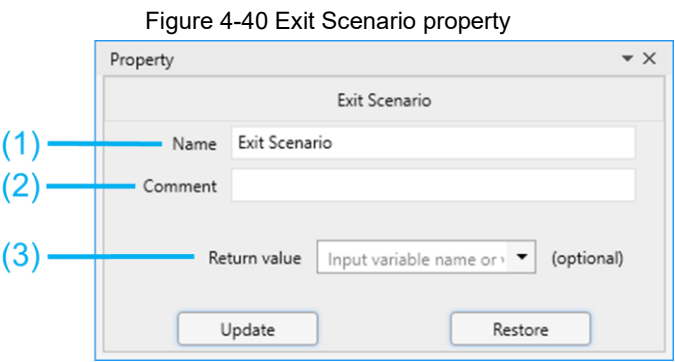 Figure 4-40 Exit Scenario property
Property
Exit Scenario
(1) Name Exit Scenario
(2) Comment
(3) Return value Input variable name or (optional)
Update Restore